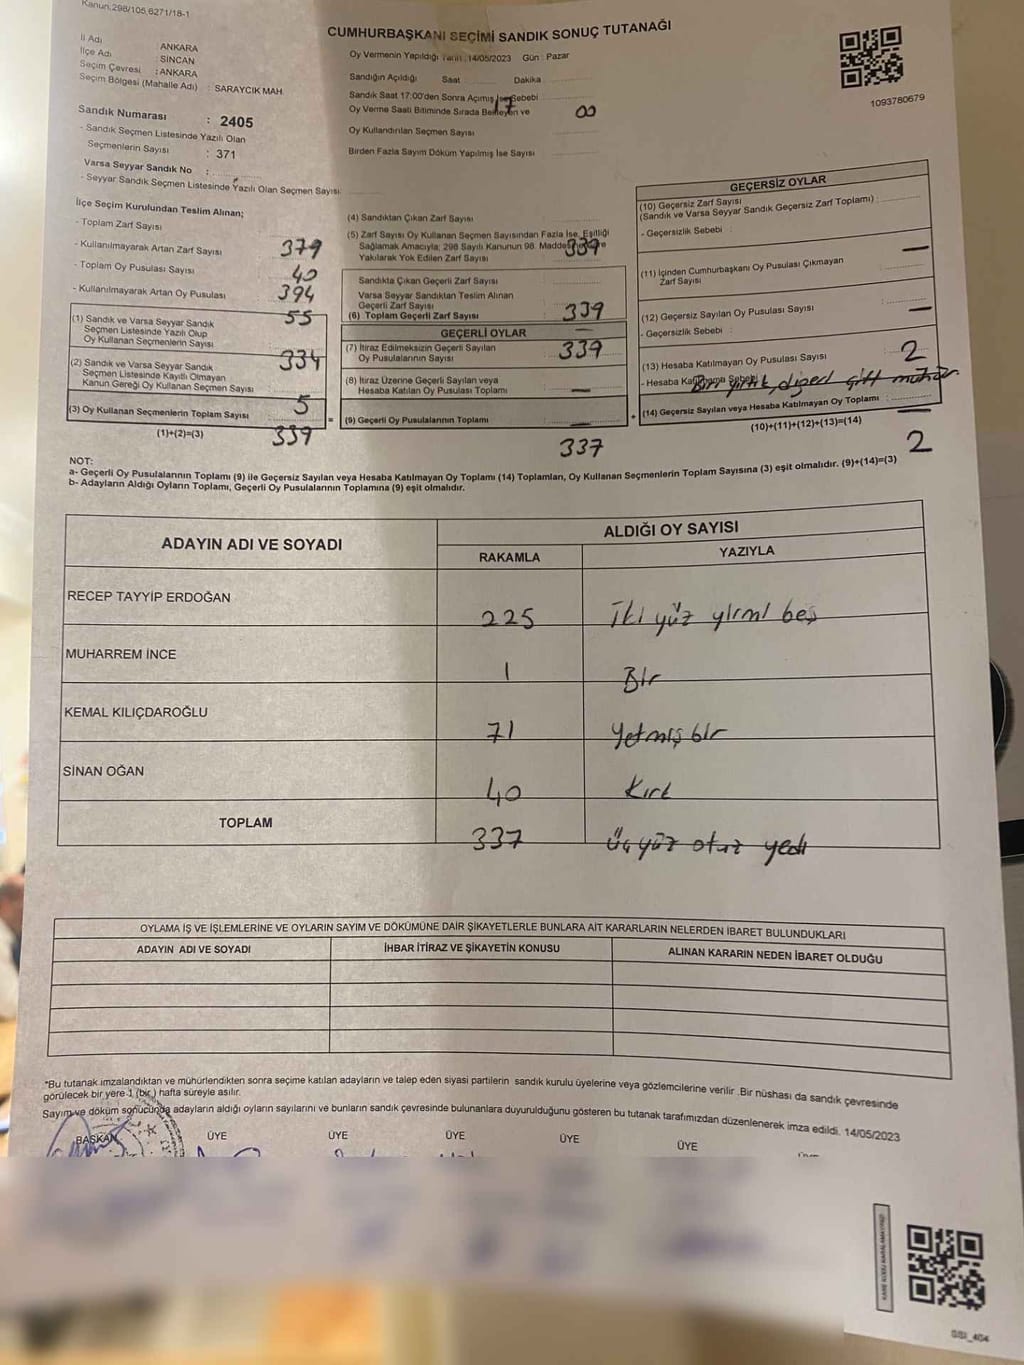 Kanun:298/105,6271/18-1
CUMHURBAŞKANI SEÇİMİ SANDIK SONUÇ TUTANAĞI
İl Adı : ANKARA
İlçe Adı : SİNCAN
Seçim Çevresi : ANKARA
Seçim Bölgesi (Mahalle Adı) : SARAYCIK MAH.
Sandık Numarası : 2405
- Sandık Seçmen Listesinde Yazılı Olan
Seçmenlerin Sayısı : 371
Varsa Seyyar Sandık No :
- Seyyar Sandık Seçmen Listesinde Yazılı Olan Seçmen Sayısı
Oy Vermenin Yapıldığı Tarih : 14/05/2023 Gün : Pazar
Sandığın Açıldığı Saat Dakika
17 00
Sandık Saat 17:00'den Sonra Açımış İse Sebebi
Oy Verme Saati Bitiminde Sırada Bekleyen ve
Oy Kullandırılan Seçmen Sayısı
Birden Fazla Sayım Döküm Yapılmış İse Sayısı
1093780679
İlçe Seçim Kurulundan Teslim Alınan;
- Toplam Zarf Sayısı 379
- Kullanılmayarak Artan Zarf Sayısı 40
- Toplam Oy Pusulası Sayısı 394
- Kullanılmayarak Artan Oy Pusulası 55
(1) Sandık ve Varsa Seyyar Sandık
Seçmen Listesinde Yazılı Olup
Oy Kullanan Seçmenlerin Sayısı 334
(2) Sandık ve Varsa Seyyar Sandık
Seçmen Listesinde Kayıtlı Olmayan
Kanun Gereği Oy Kullanan Seçmen Sayısı 5
(3) Oy Kullanan Seçmenlerin Toplam Sayısı 339
(1)+(2)=(3)
(4) Sandıktan Çıkan Zarf Sayısı 339
(5) Zarf Sayısı Oy Kullanan Seçmen Sayısından Fazla İse, Eşitliği
Sağlamak Amacıyla; 298 Sayılı Kanunun 98. Madde
Yakılarak Yok Edilen Zarf Sayısı
Sandıkta Çıkan Geçerli Zarf Sayısı 339
Varsa Seyyar Sandıktan Teslim Alınan
Geçerli Zarf Sayısı —
(6) Toplam Geçerli Zarf Sayısı 339
GEÇERLİ OYLAR
(7) İtiraz Edilmeksizin Geçerli Sayılan
Oy Pusulalarının Sayısı —
(8) İtiraz Üzerine Geçerli Sayılan veya
Hesaba Katılan Oy Pusulası Toplamı —
(9) Geçerli Oy Pusulalarının Toplamı 337
GEÇERSİZ OYLAR
(10) Geçersiz Zarf Sayısı
(Sandık ve Varsa Seyyar Sandık Geçersiz Zarf Toplamı) : —
- Geçersizlik Sebebi :
(11) İçinden Cumhurbaşkanı Oy Pusulası Çıkmayan
Zarf Sayısı —
(12) Geçersiz Sayılan Oy Pusulası Sayısı 2
- Geçersizlik Sebebi : Biri yırtık, diğeri çift mühür
(13) Hesaba Katılmayan Oy Pusulası Sayısı —
- Hesaba Katılmama Sebebi
(14) Geçersiz Sayılan veya Hesaba Katılmayan Oy Toplamı : 2
(10)+(11)+(12)+(13)=(14)
NOT:
a- Geçerli Oy Pusulalarının Toplamı (9) ile Geçersiz Sayılan veya Hesaba Katılmayan Oy Toplamı (14) Toplamları, Oy Kullanan Seçmenlerin Toplam Sayısına (3) eşit olmalıdır. (9)+(14)=(3)
b- Adayların Aldığı Oyların Toplamı, Geçerli Oy Pusulalarının Toplamına (9) eşit olmalıdır.
ADAYIN ADI VE SOYADI ALDIĞI OY SAYISI
RAKAMLA YAZIYLA
RECEP TAYYİP ERDOĞAN 225 İki yüz yirmi beş
MUHARREM İNCE 1 Bir
KEMAL KILIÇDAROĞLU 71 Yetmiş bir
SİNAN OĞAN 40 Kırk
TOPLAM 337 üç yüz otuz yedi
OYLAMA İŞ VE İŞLEMLERİNE VE OYLARIN SAYIM VE DÖKÜMÜNE DAİR ŞİKAYETLERLE BUNLARA AİT KARARLARIN NELERDEN İBARET BULUNDUKLARI
ADAYIN ADI VE SOYADI İHBAR İTİRAZ VE ŞİKAYETİN KONUSU ALINAN KARARIN NEDEN İBARET OLDUĞU
*Bu tutanak imzalandıktan ve mühürlendikten sonra seçime katılan adayların ve talep eden siyasi partilerin sandık kurulu üyelerine veya gözlemcilerine verilir .Bir nüshası da sandık çevresinde
görülecek bir yere 1 (bir) hafta süreyle asılır.
Sayım ve döküm sonucunda adayların aldığı oyların sayılarını ve bunların sandık çevresinde bulunanlara duyurulduğunu gösteren bu tutanak tarafımızdan düzenlenerek imza edildi. 14/05/2023
BAŞKAN ÜYE ÜYE ÜYE ÜYE ÜYE
SSI_404